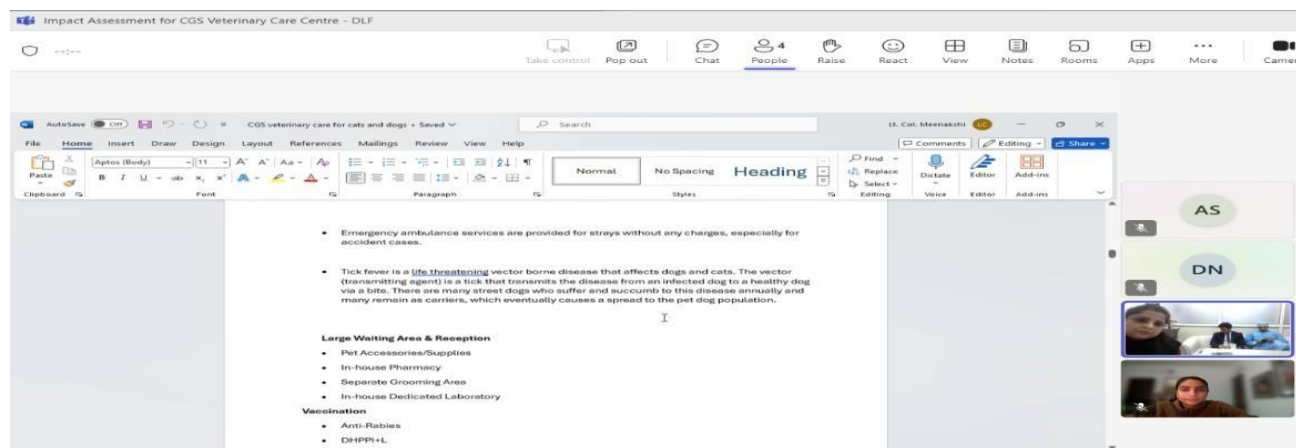 Impact Assessment for CGS Veterinary Care Centre - DLF
--:--
Take control Pop out Chat People 4 Raise React View Notes Rooms Apps More Camer
AutoSave Off CGS veterinary care for cats and dogs • Saved Search Lt. Col. Meenakshi LC
File Home Insert Draw Design Layout References Mailings Review View Help Comments Editing Share
Paste Aptos (Body) 11 A A Aa A Normal No Spacing Heading Find Replace Select Dictate Editor Add-ins
B I U ab x, x² A A
Clipboard Font Paragraph Styles Editing Voice Editor Add-ins
AS
DN
• Emergency ambulance services are provided for strays without any charges, especially for
accident cases.
• Tick fever is a life threatening vector borne disease that affects dogs and cats. The vector
(transmitting agent) is a tick that transmits the disease from an infected dog to a healthy dog
via a bite. There are many street dogs who suffer and succumb to this disease annually and
many remain as carriers, which eventually causes a spread to the pet dog population.
Large Waiting Area & Reception
• Pet Accessories/Supplies
• In-house Pharmacy
• Separate Grooming Area
• In-house Dedicated Laboratory
Vaccination
• Anti-Rabies
• DHPPI+L